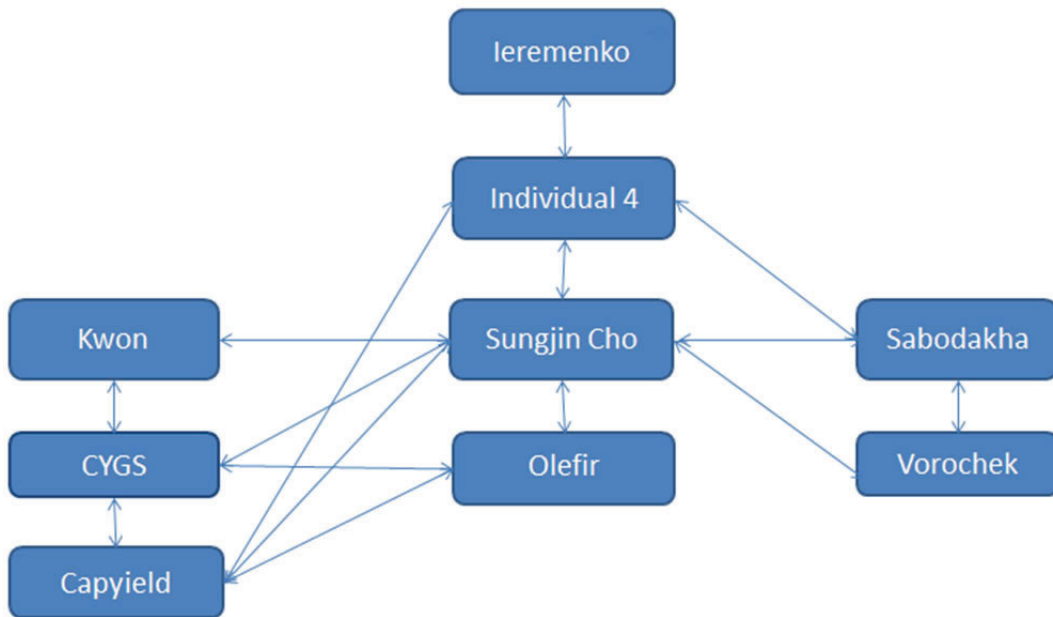 Ieremenko
Individual 4
Kwon
Sungjin Cho
Sabodakha
CYGS
Olefir
Vorochek
Capyield